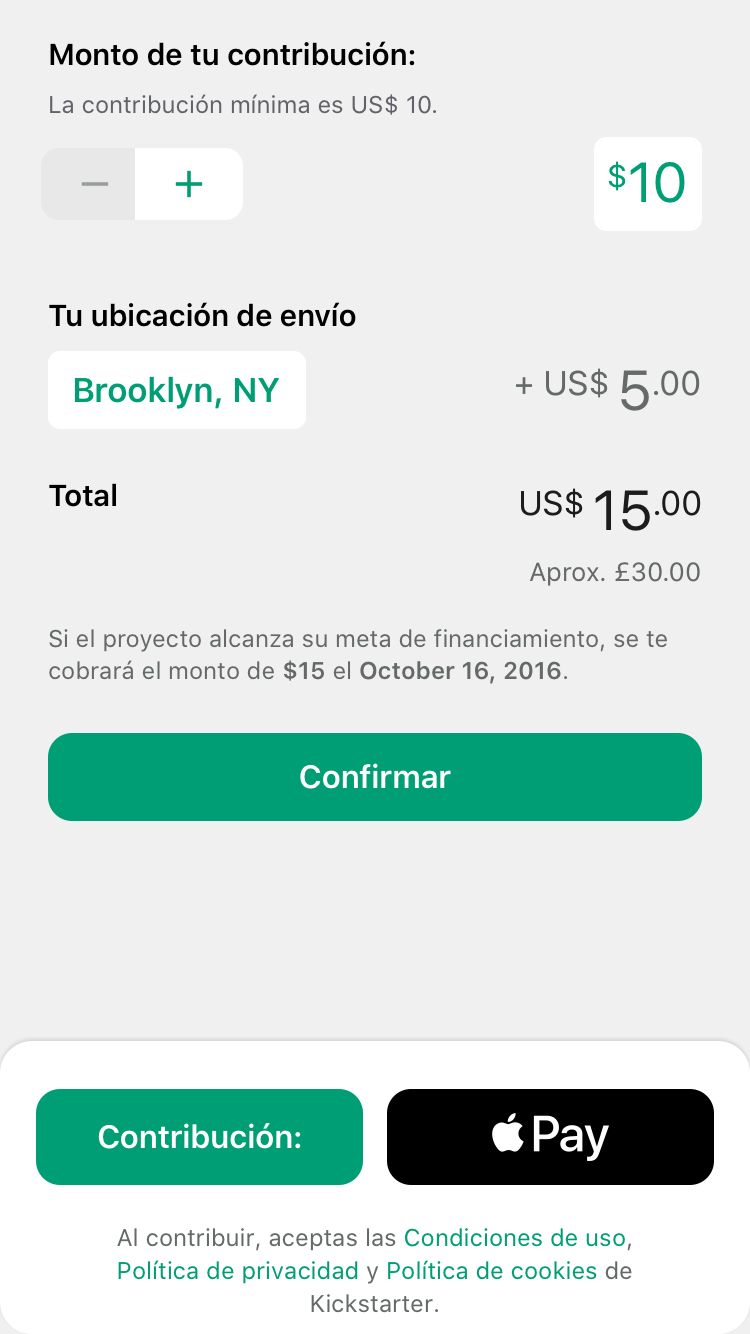 Monto de tu contribución:
La contribución mínima es US$ 10.
− +
$10
Tu ubicación de envío
Brooklyn, NY
+ US$ 5.00
Total
US$ 15.00
Aprox. £30.00
Si el proyecto alcanza su meta de financiamiento, se te
cobrará el monto de $15 el October 16, 2016.
Confirmar
Contribución:
Pay
Al contribuir, aceptas las Condiciones de uso,
Política de privacidad y Política de cookies de
Kickstarter.